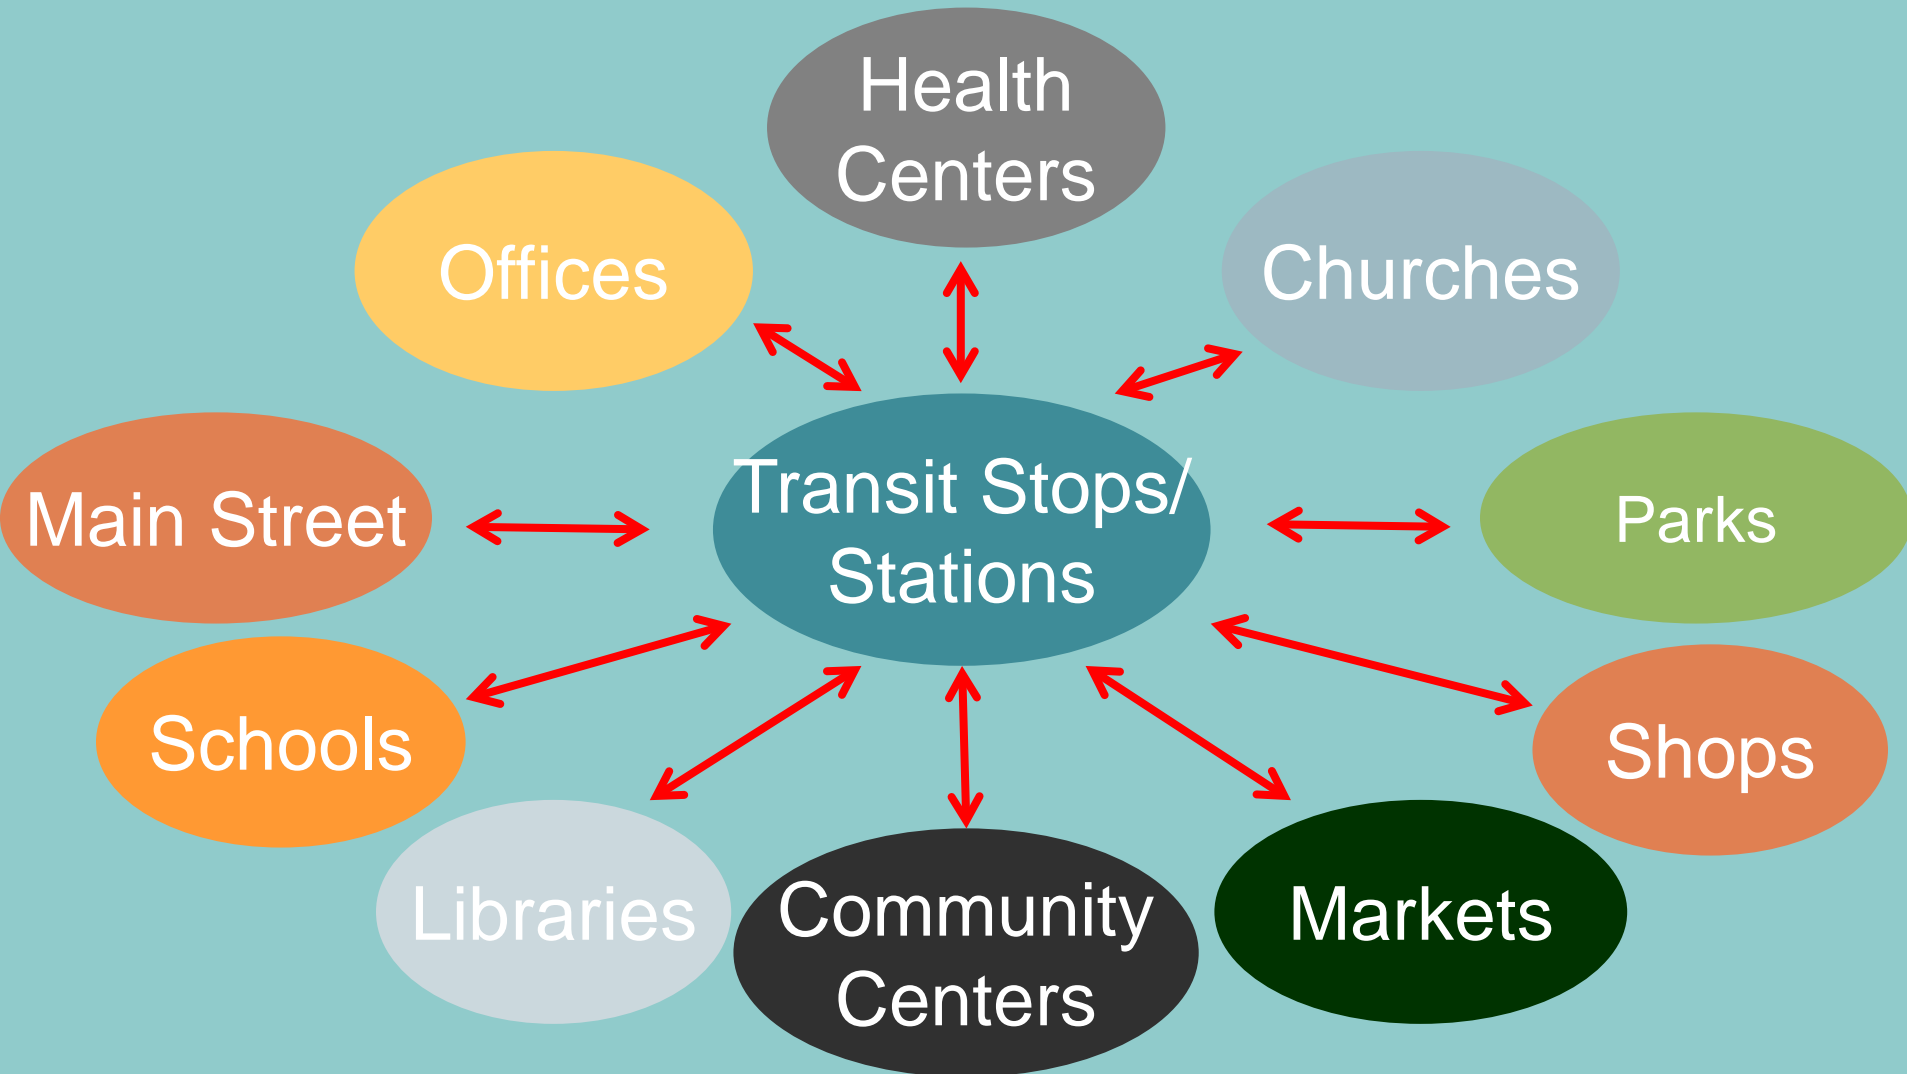 Health
Centers
Offices
Churches
Main Street
Transit Stops/
Stations
Parks
Schools
Shops
Libraries
Community
Centers
Markets